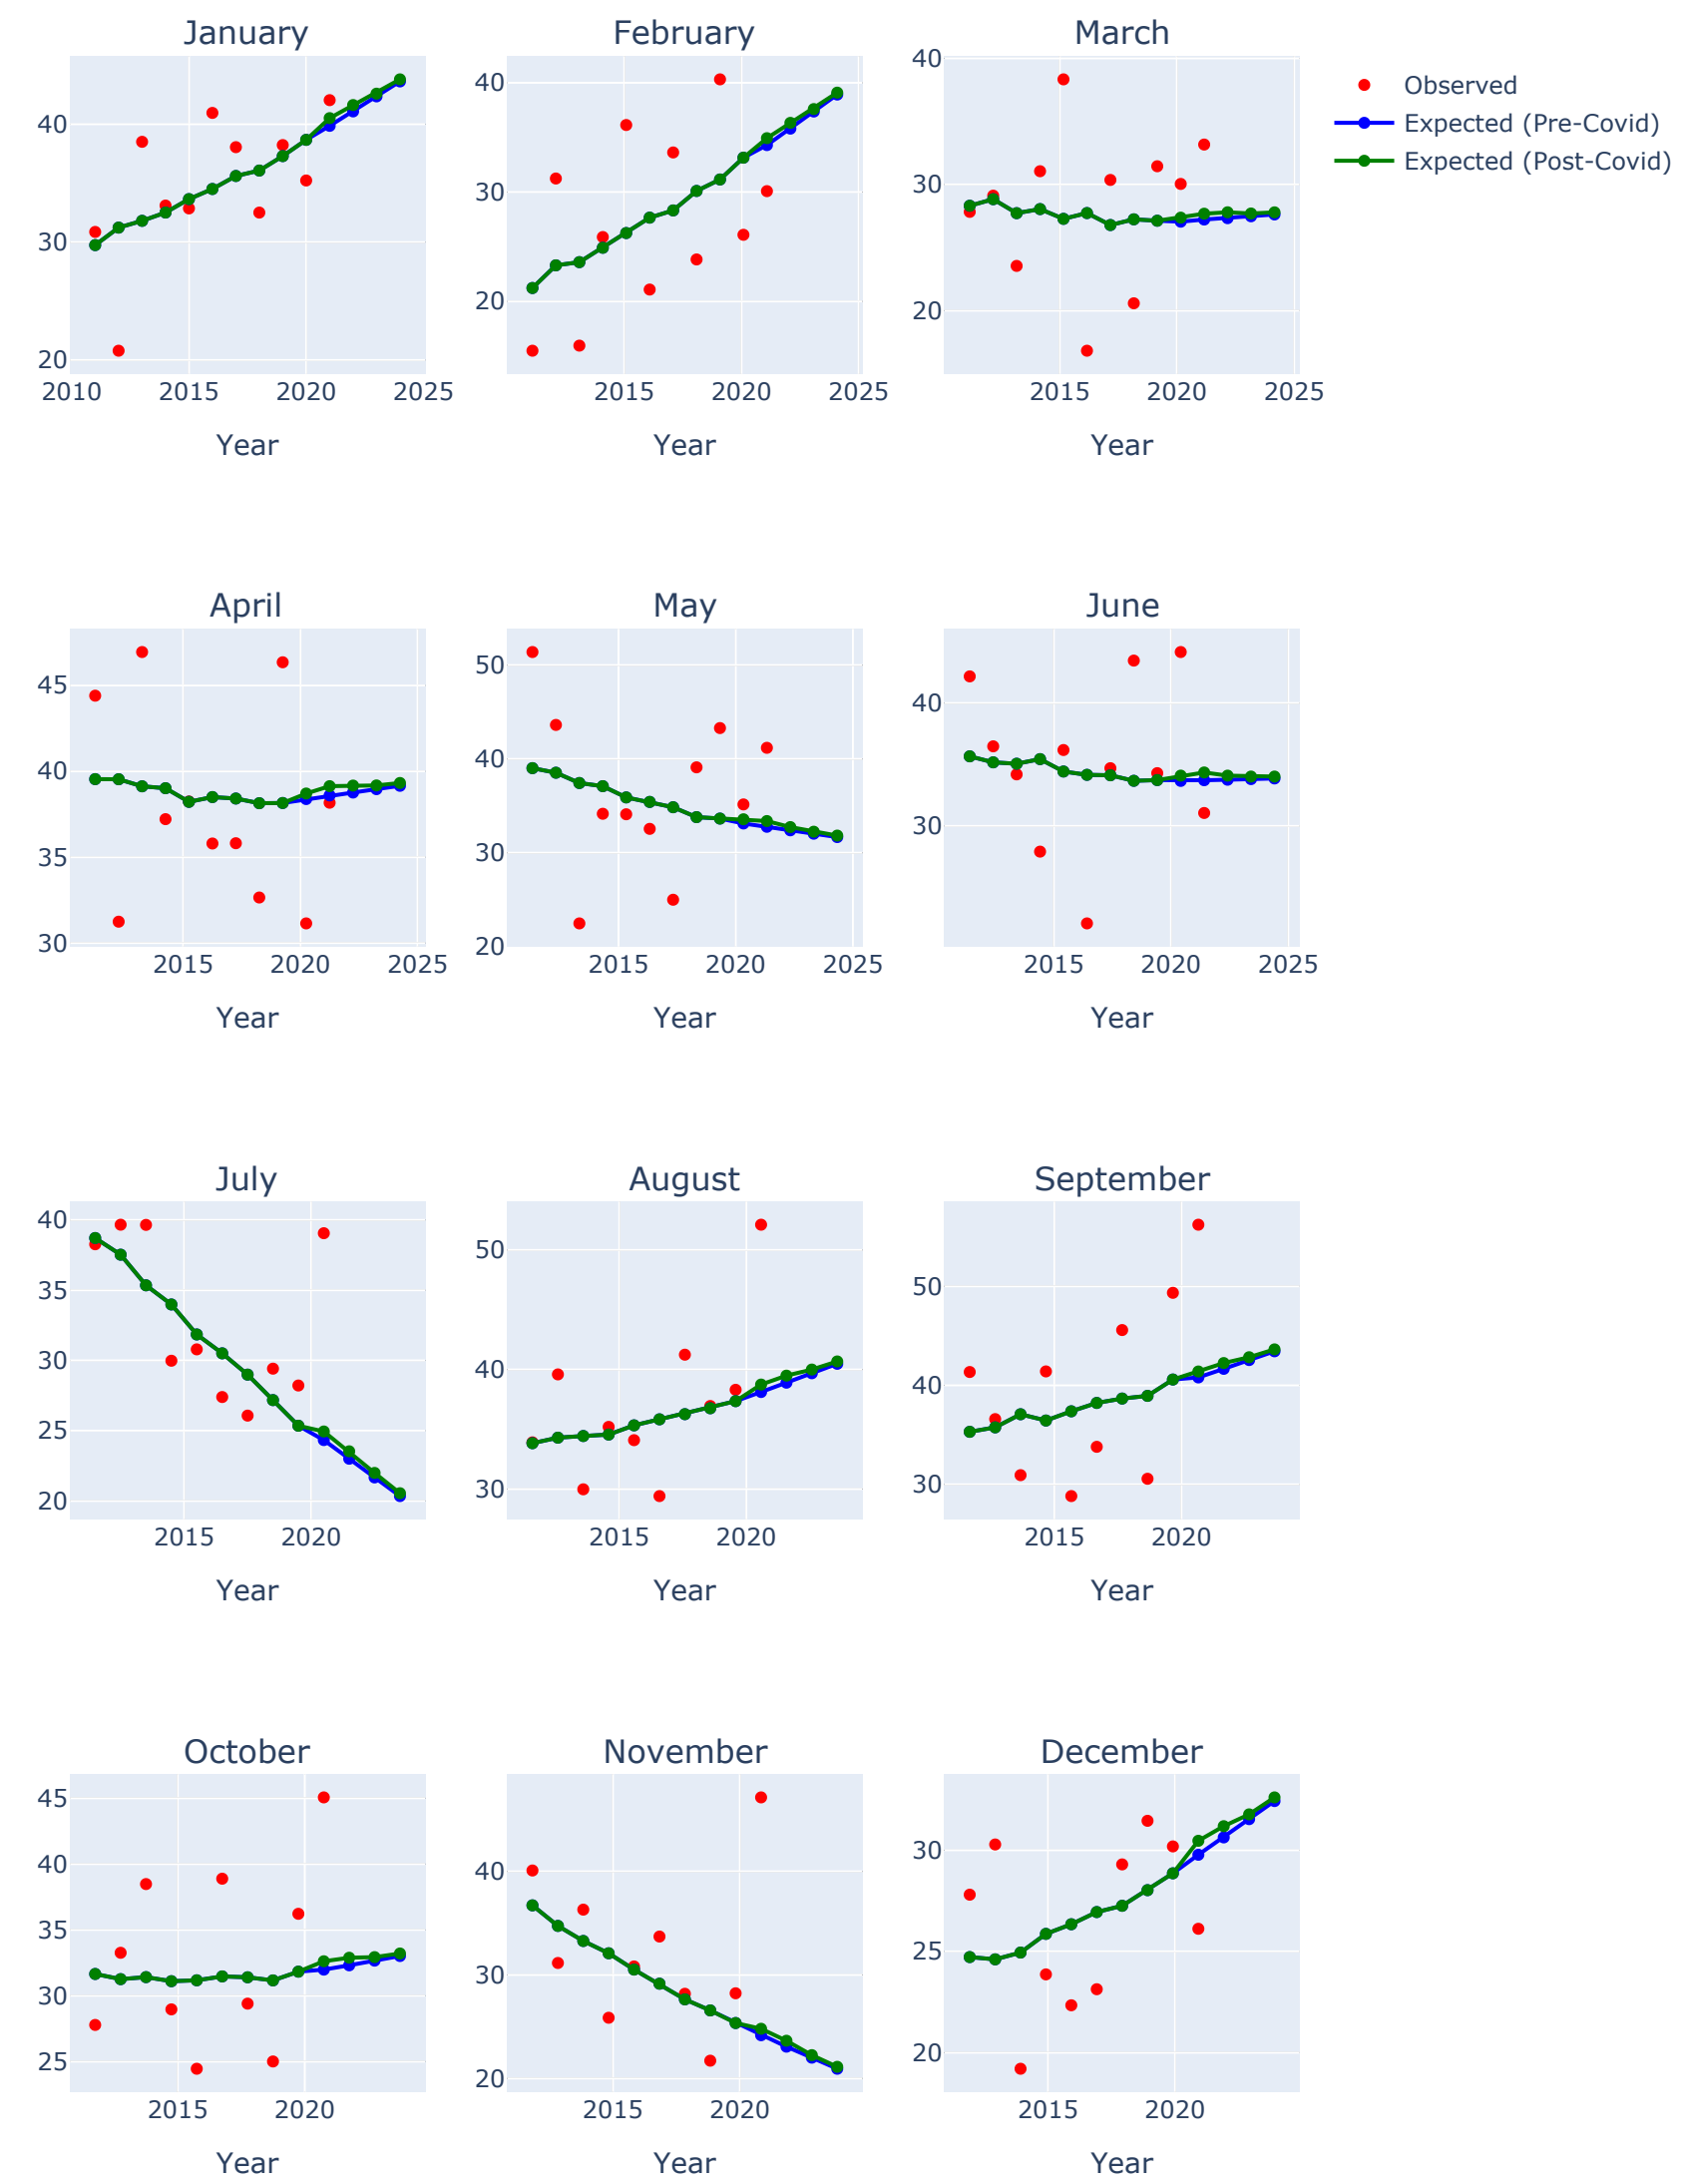 January
February
March
40
30
20
2010 2015 2020 2025
Year
40
30
20
2015 2020 2025
Year
40
30
20
2015 2020 2025
Year
Observed
Expected (Pre-Covid)
Expected (Post-Covid)
April
May
June
45
40
35
30
2015 2020 2025
Year
50
40
30
20
2015 2020 2025
Year
40
30
2015 2020 2025
Year
July
August
September
40
35
30
25
20
2015 2020
Year
50
40
30
2015 2020
Year
50
40
30
2015 2020
Year
October
November
December
45
40
35
30
25
2015 2020
Year
40
30
20
2015 2020
Year
30
25
20
2015 2020
Year